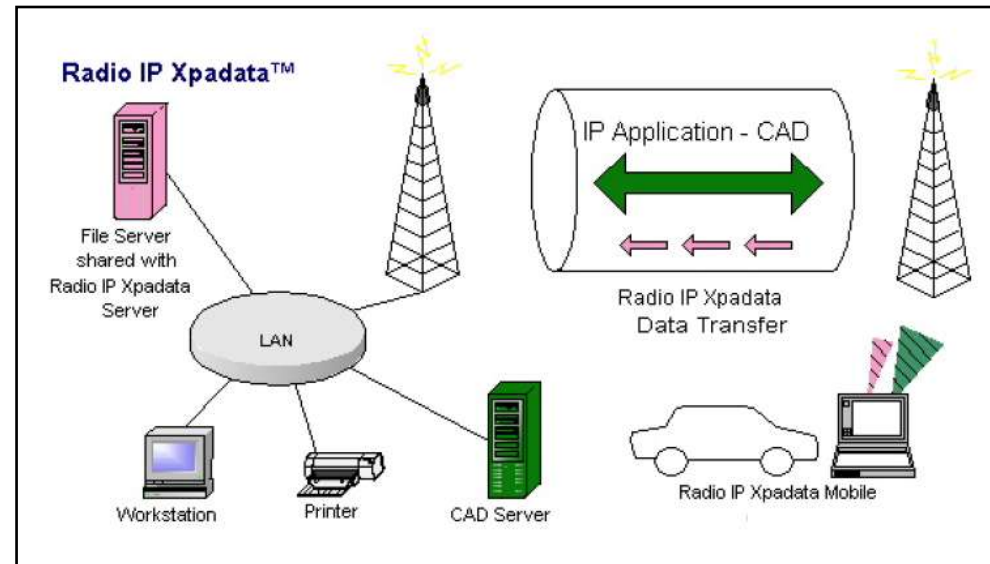 Radio IP Xpadata™
File Server
shared with
Radio IP Xpadata
Server
LAN
Workstation
Printer
CAD Server
IP Application - CAD
Radio IP Xpadata
Data Transfer
Radio IP Xpadata Mobile